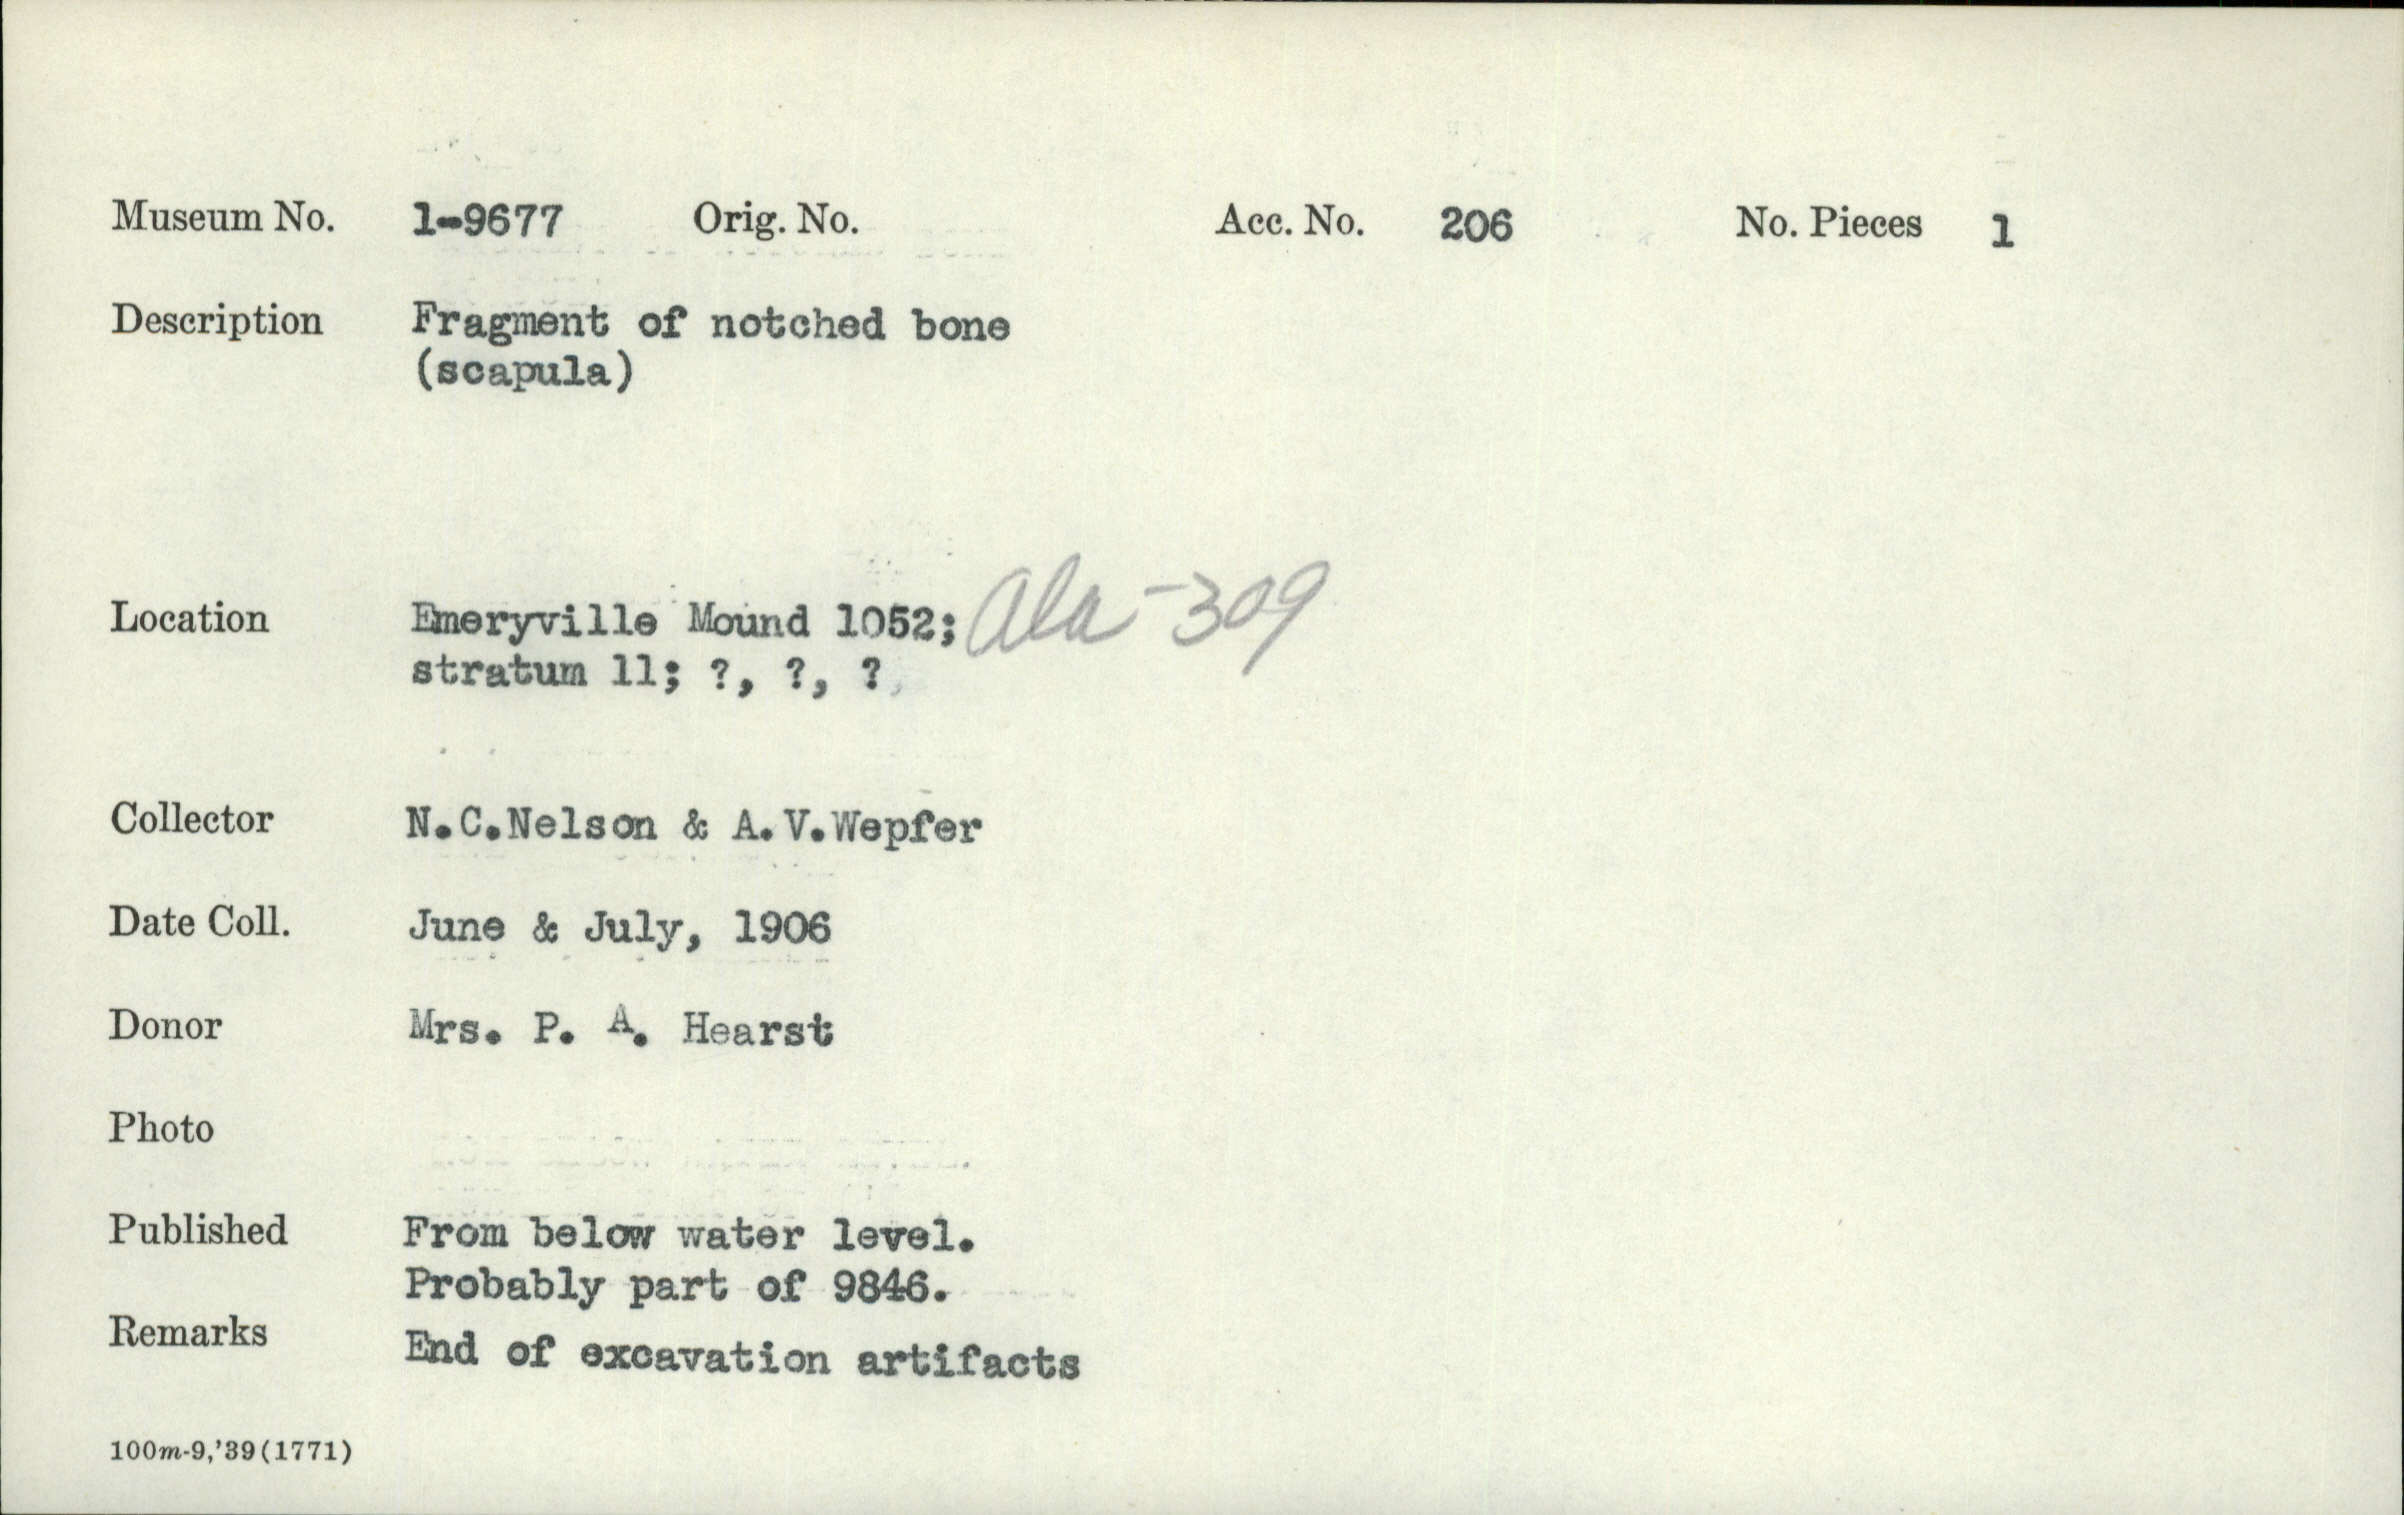 Museum No. 1-9677 Orig. No. Acc. No. 206 No. Pieces 1
Description Fragment of notched bone
(scapula)
Location Emeryville Mound 1052; Ala-309
stratum 11; ?, ?, ?
Collector N.C.Nelson & A.V.Wepfer
Date Coll. June & July, 1906
Donor Mrs. P. A. Hearst
Photo
Published From below water level.
Probably part of 9846.
Remarks End of excavation artifacts
100m-9,'39(1771)